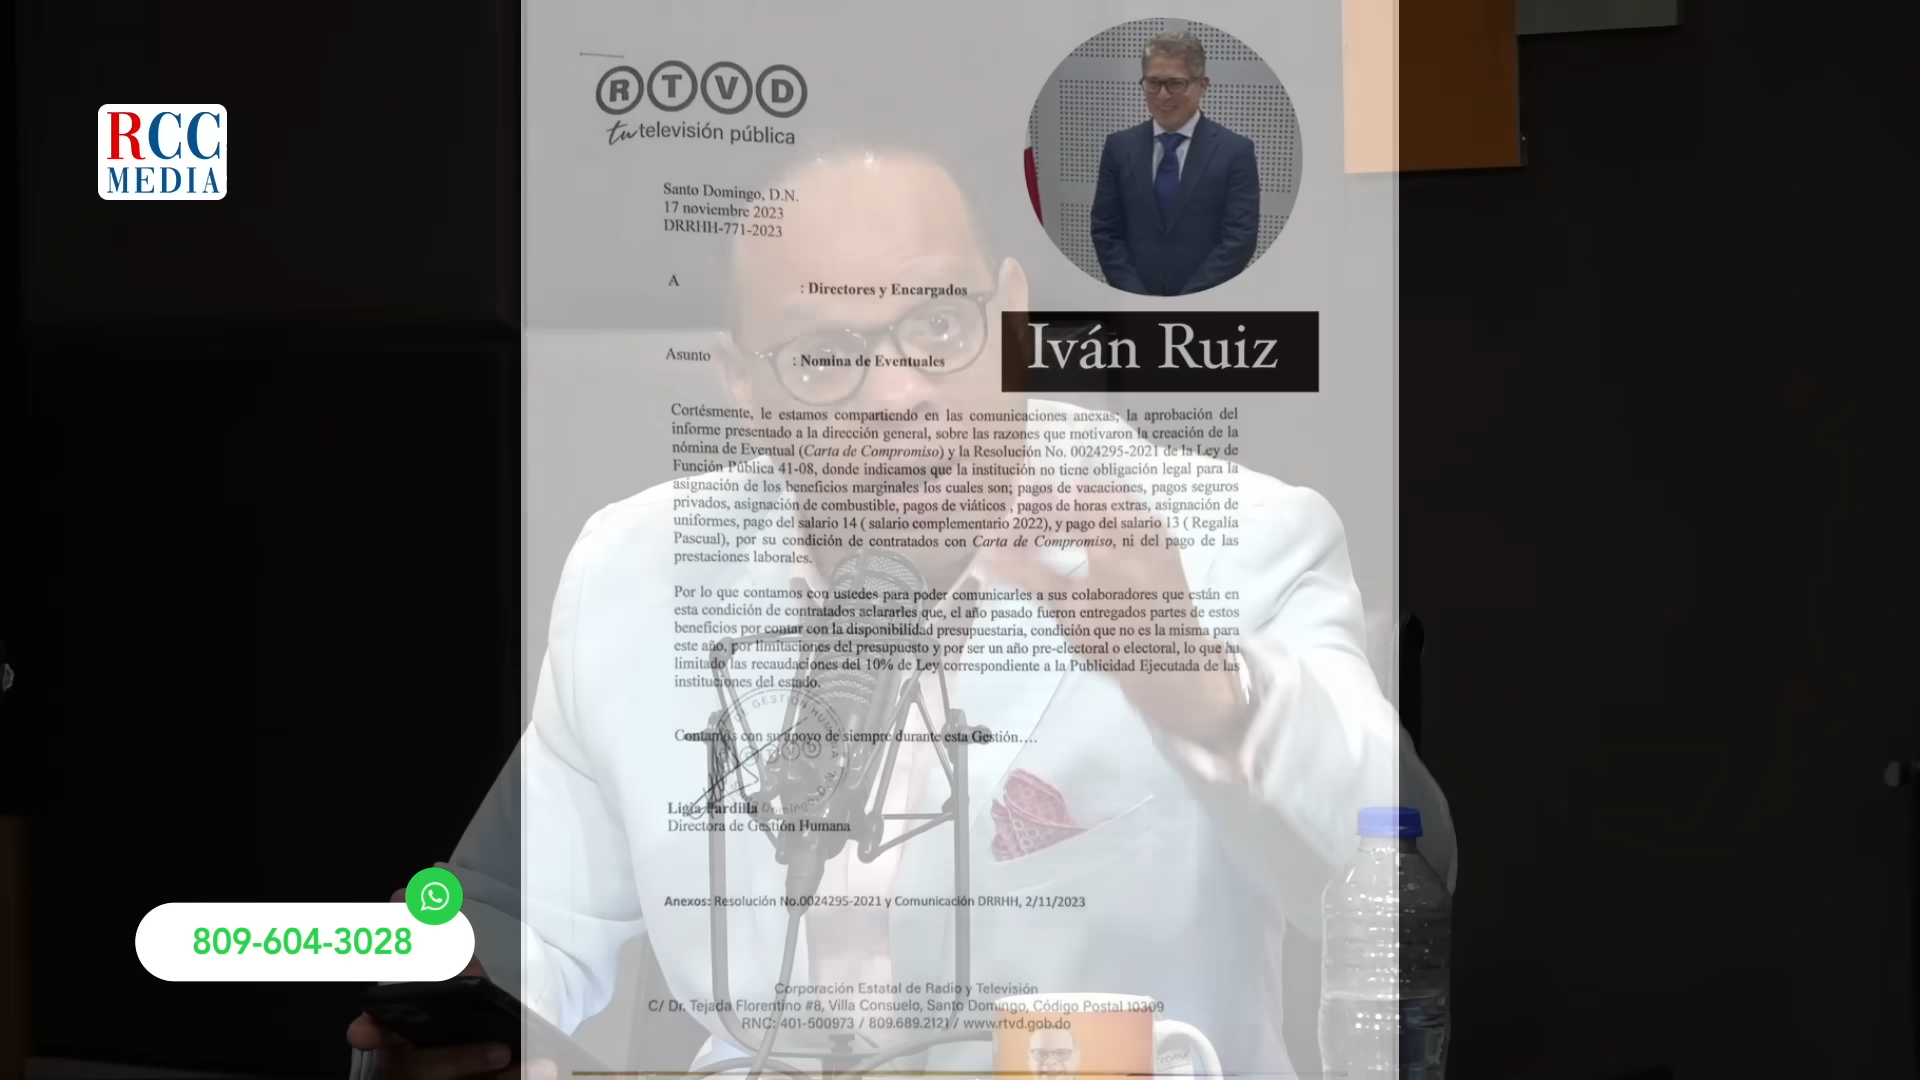 RCC
MEDIA
RTVD
tu televisión pública
Santo Domingo, D.N.
17 noviembre 2023
DRRHH-771-2023
A : Directores y Encargados
Asunto : Nomina de Eventuales
Iván Ruiz
Cortésmente, le estamos compartiendo en las comunicaciones anexas; la aprobación del
informe presentado a la dirección general, sobre las razones que motivaron la creación de la
nómina de Eventual (Carta de Compromiso) y la Resolución No. 0024295-2021 de la Ley de
Función Pública 41-08, donde indicamos que la institución no tiene obligación legal para la
asignación de los beneficios marginales los cuales son; pagos de vacaciones, pagos seguros
privados, asignación de combustible, pagos de viáticos , pagos de horas extras, asignación de
uniformes, pago del salario 14 ( salario complementario 2022), y pago del salario 13 ( Regalía
Pascual), por su condición de contratados con Carta de Compromiso, ni del pago de las
prestaciones laborales.
Por lo que contamos con ustedes para poder comunicarles a sus colaboradores que están en
esta condición de contratados aclararles que, el año pasado fueron entregados partes de estos
beneficios por contar con la disponibilidad presupuestaria, condición que no es la misma para
este año, por limitaciones del presupuesto y por ser un año pre-electoral o electoral, lo que ha
limitado las recaudaciones del 10% de Ley correspondiente a la Publicidad Ejecutada de las
instituciones del estado.
Contamos con su apoyo de siempre durante esta Gestión....
Ligia Pardilla
Directora de Gestión Humana
Anexos: Resolución No.0024295-2021 y Comunicación DRRHH, 2/11/2023
809-604-3028
Corporación Estatal de Radio y Televisión
C/ Dr. Tejada Florentino #8, Villa Consuelo, Santo Domingo, Código Postal 10309
RNC: 401-500973 / 809.689.2121 / www.rtvd.gob.do